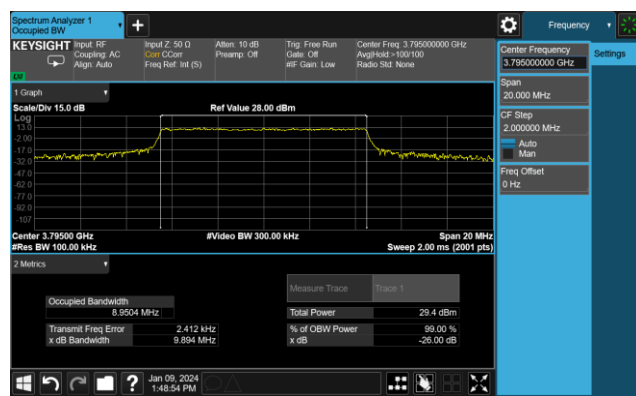 Spectrum Analyzer 1
Occupied BW
Frequency
KEYSIGHT
Input: RF
Coupling: AC
Align: Auto
Input Z: 50 Ω
Corr CCorr
Freq Ref: Int (S)
Atten: 10 dB
Preamp: Off
Trig: Free Run
Gate: Off
#IF Gain: Low
Center Freq: 3.795000000 GHz
Avg|Hold:>100/100
Radio Std: None
LW
Center Frequency
3.795000000 GHz
Settings
Span
20.000 MHz
CF Step
2.000000 MHz
Auto
Man
Freq Offset
0 Hz
1 Graph
Scale/Div 15.0 dB
Ref Value 28.00 dBm
Log
13.0
-2.00
-17.0
-32.0
-47.0
-62.0
-77.0
-92.0
-107
Center 3.79500 GHz
#Video BW 300.00 kHz
Span 20 MHz
#Res BW 100.00 kHz
Sweep 2.00 ms (2001 pts)
2 Metrics
Measure Trace
Trace 1
Occupied Bandwidth
8.9504 MHz
Total Power
29.4 dBm
Transmit Freq Error
2.412 kHz
% of OBW Power
99.00 %
x dB Bandwidth
9.894 MHz
x dB
-26.00 dB
?
Jan 09, 2024
1:48:54 PM